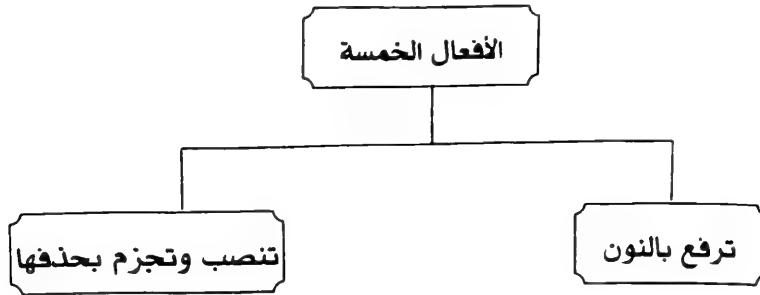 الأفعال الخمسة
ترفع بالنون
تنصب وتجزم بحذفها